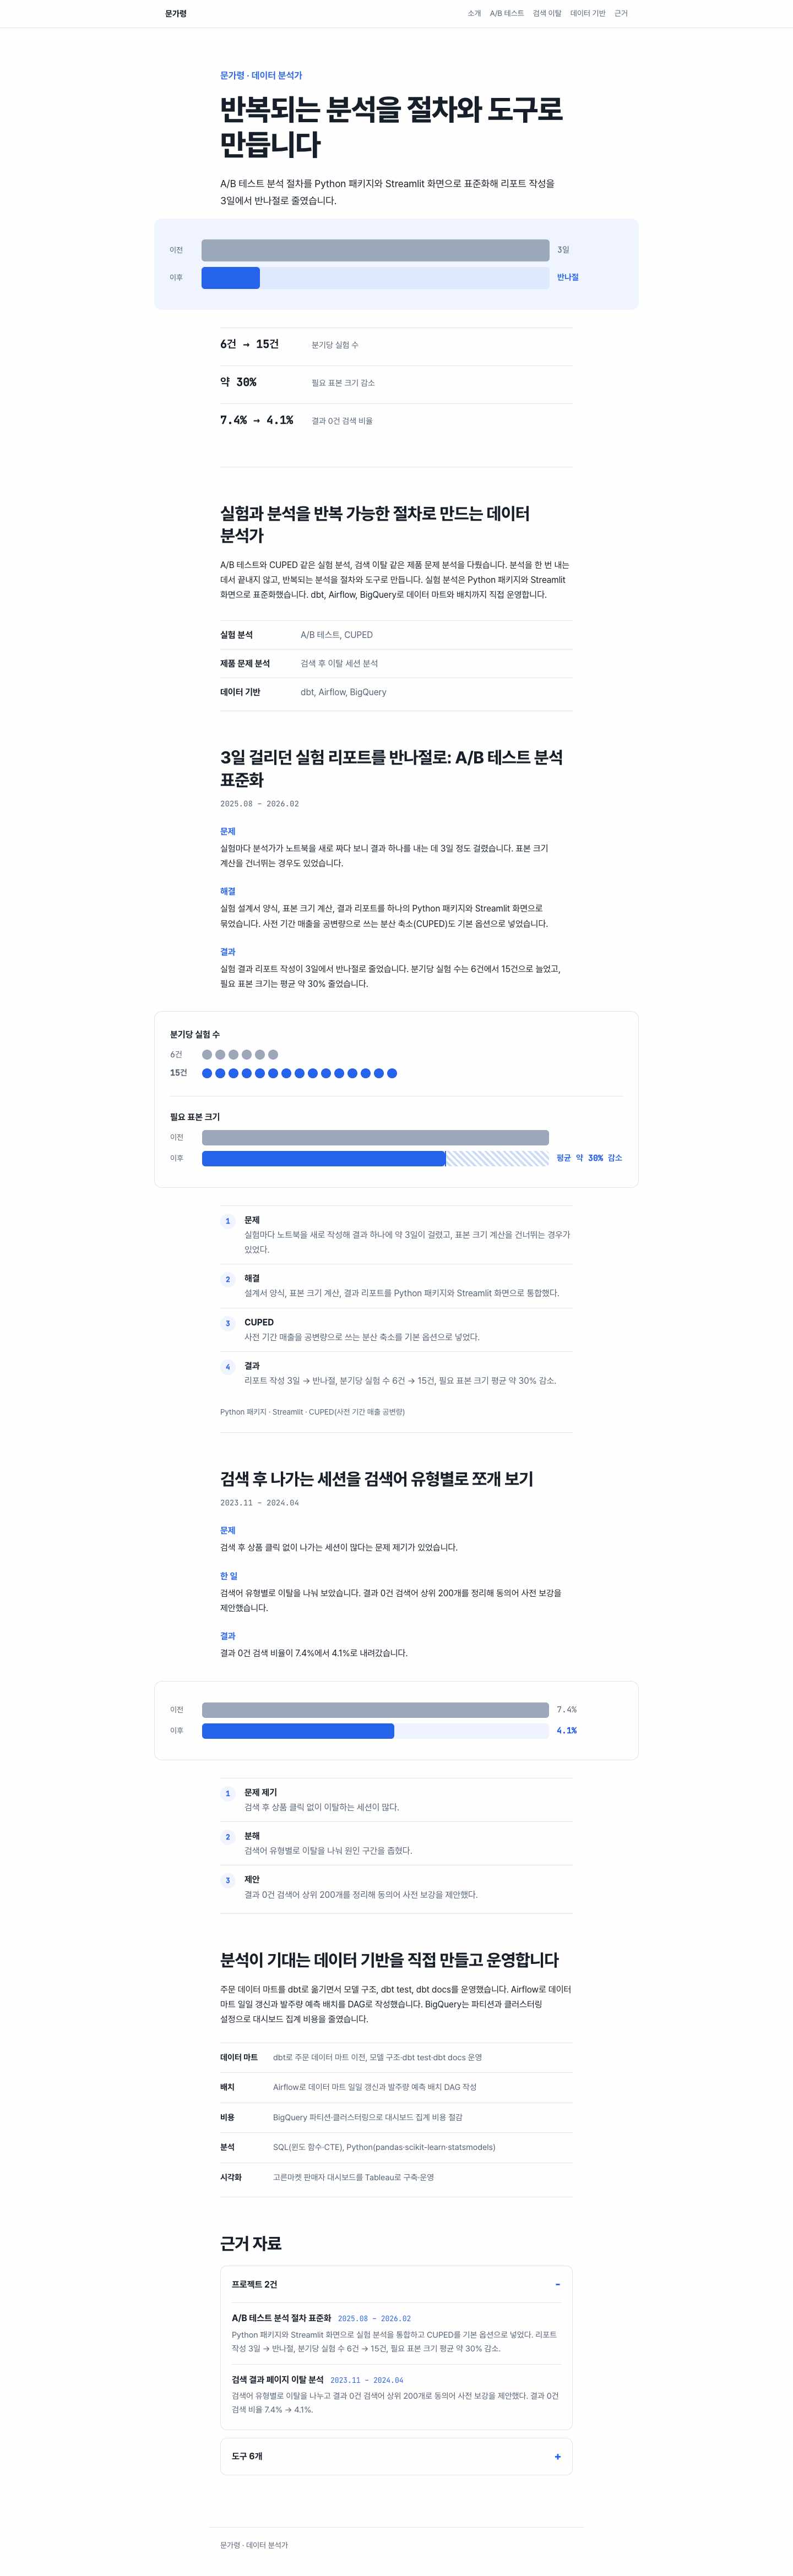 문가령
소개 A/B 테스트 검색 이탈 데이터 기반 근거
문가령 · 데이터 분석가
반복되는 분석을 절차와 도구로
만듭니다
A/B 테스트 분석 절차를 Python 패키지와 Streamlit 화면으로 표준화해 리포트 작성을
3일에서 반나절로 줄였습니다.
이전 3일
이후 반나절
6건 → 15건 분기당 실험 수
약 30% 필요 표본 크기 감소
7.4% → 4.1% 결과 0건 검색 비율
실험과 분석을 반복 가능한 절차로 만드는 데이터
분석가
A/B 테스트와 CUPED 같은 실험 분석, 검색 이탈 같은 제품 문제 분석을 다뤘습니다. 분석을 한 번 내는
데서 끝내지 않고, 반복되는 분석을 절차와 도구로 만듭니다. 실험 분석은 Python 패키지와 Streamlit
화면으로 표준화했습니다. dbt, Airflow, BigQuery로 데이터 마트와 배치까지 직접 운영합니다.
실험 분석 A/B 테스트, CUPED
제품 문제 분석 검색 후 이탈 세션 분석
데이터 기반 dbt, Airflow, BigQuery
3일 걸리던 실험 리포트를 반나절로: A/B 테스트 분석
표준화
2025.08 – 2026.02
문제
실험마다 분석가가 노트북을 새로 짜다 보니 결과 하나를 내는 데 3일 정도 걸렸습니다. 표본 크기
계산을 건너뛰는 경우도 있었습니다.
해결
실험 설계서 양식, 표본 크기 계산, 결과 리포트를 하나의 Python 패키지와 Streamlit 화면으로
묶었습니다. 사전 기간 매출을 공변량으로 쓰는 분산 축소(CUPED)도 기본 옵션으로 넣었습니다.
결과
실험 결과 리포트 작성이 3일에서 반나절로 줄었습니다. 분기당 실험 수는 6건에서 15건으로 늘었고,
필요 표본 크기는 평균 약 30% 줄었습니다.
분기당 실험 수
6건
15건
필요 표본 크기
이전
이후 평균 약 30% 감소
1 문제
실험마다 노트북을 새로 작성해 결과 하나에 약 3일이 걸렸고, 표본 크기 계산을 건너뛰는 경우가
있었다.
2 해결
설계서 양식, 표본 크기 계산, 결과 리포트를 Python 패키지와 Streamlit 화면으로 통합했다.
3 CUPED
사전 기간 매출을 공변량으로 쓰는 분산 축소를 기본 옵션으로 넣었다.
4 결과
리포트 작성 3일 → 반나절, 분기당 실험 수 6건 → 15건, 필요 표본 크기 평균 약 30% 감소.
Python 패키지 · Streamlit · CUPED(사전 기간 매출 공변량)
검색 후 나가는 세션을 검색어 유형별로 쪼개 보기
2023.11 – 2024.04
문제
검색 후 상품 클릭 없이 나가는 세션이 많다는 문제 제기가 있었습니다.
한 일
검색어 유형별로 이탈을 나눠 보았습니다. 결과 0건 검색어 상위 200개를 정리해 동의어 사전 보강을
제안했습니다.
결과
결과 0건 검색 비율이 7.4%에서 4.1%로 내려갔습니다.
이전 7.4%
이후 4.1%
1 문제 제기
검색 후 상품 클릭 없이 이탈하는 세션이 많다.
2 분해
검색어 유형별로 이탈을 나눠 원인 구간을 좁혔다.
3 제안
결과 0건 검색어 상위 200개를 정리해 동의어 사전 보강을 제안했다.
분석이 기대는 데이터 기반을 직접 만들고 운영합니다
주문 데이터 마트를 dbt로 옮기면서 모델 구조, dbt test, dbt docs를 운영했습니다. Airflow로 데이터
마트 일일 갱신과 발주량 예측 배치를 DAG로 작성했습니다. BigQuery는 파티션과 클러스터링
설정으로 대시보드 집계 비용을 줄였습니다.
데이터 마트 dbt로 주문 데이터 마트 이전, 모델 구조·dbt test·dbt docs 운영
배치 Airflow로 데이터 마트 일일 갱신과 발주량 예측 배치 DAG 작성
비용 BigQuery 파티션·클러스터링으로 대시보드 집계 비용 절감
분석 SQL(윈도 함수·CTE), Python(pandas·scikit-learn·statsmodels)
시각화 고른마켓 판매자 대시보드를 Tableau로 구축·운영
근거 자료
프로젝트 2건 –
A/B 테스트 분석 절차 표준화 2025.08 – 2026.02
Python 패키지와 Streamlit 화면으로 실험 분석을 통합하고 CUPED를 기본 옵션으로 넣었다. 리포트
작성 3일 → 반나절, 분기당 실험 수 6건 → 15건, 필요 표본 크기 평균 약 30% 감소.
검색 결과 페이지 이탈 분석 2023.11 – 2024.04
검색어 유형별로 이탈을 나누고 결과 0건 검색어 상위 200개로 동의어 사전 보강을 제안했다. 결과 0건
검색 비율 7.4% → 4.1%.
도구 6개 +
문가령 · 데이터 분석가